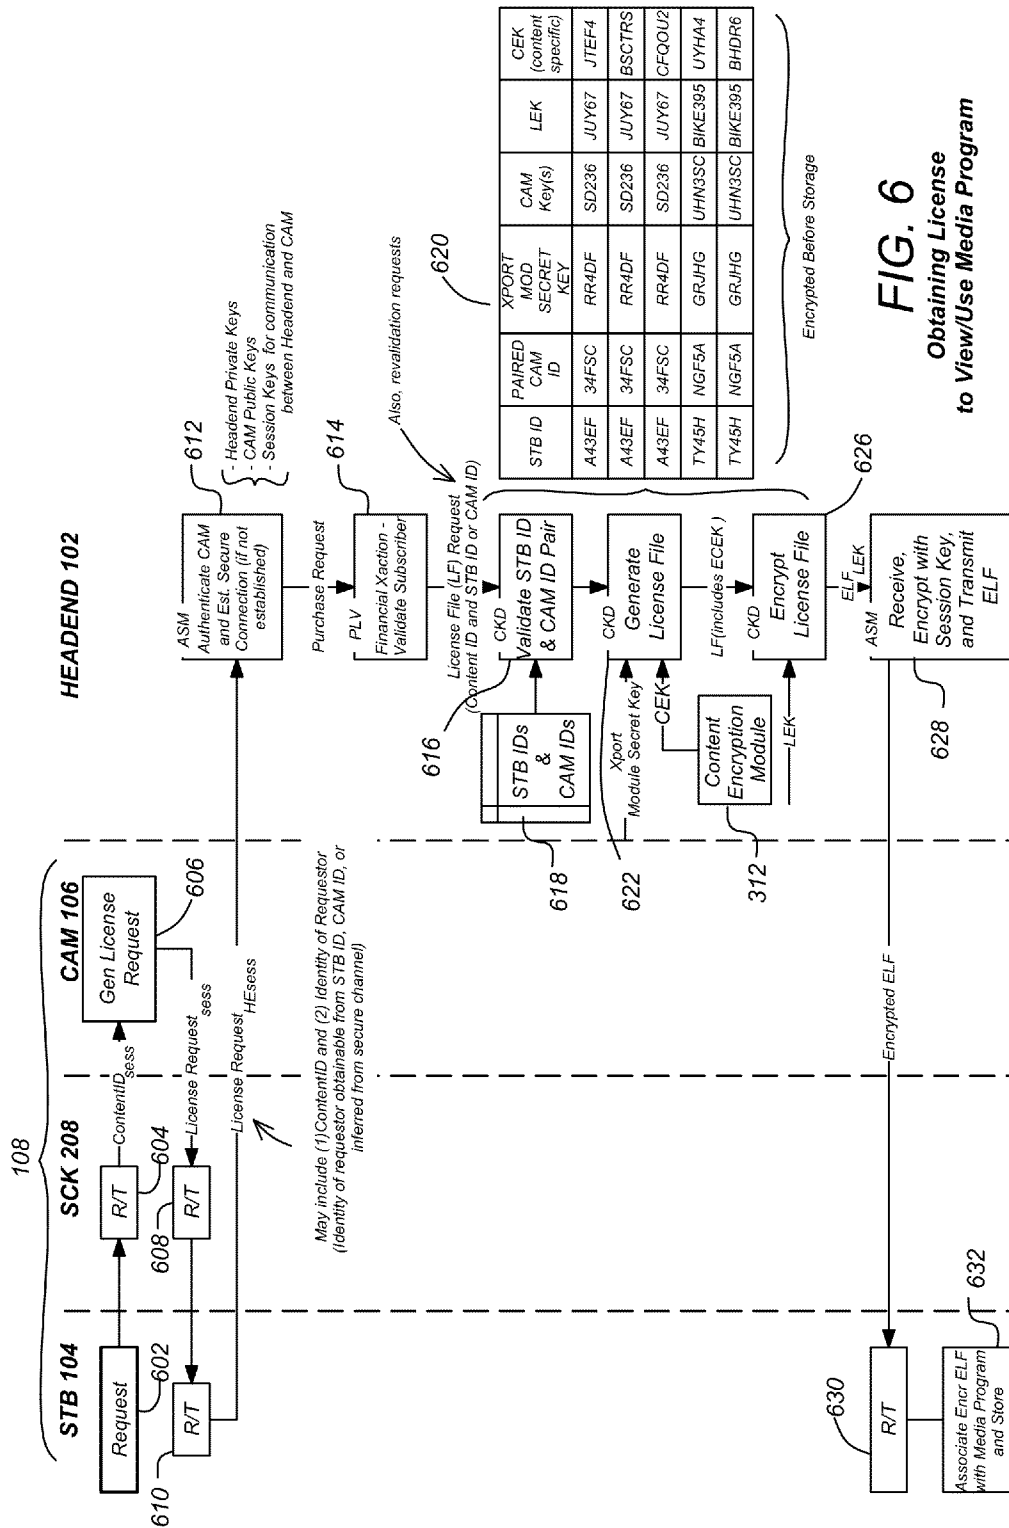 HEADEND 102
CAM 106
SCK 208
STB 104
108
Request
602
R/T
604
ContentID sess
Gen License
Request
606
License Request sess
R/T
608
R/T
610
License Request HEsess
May include (1)ContentID and (2) Identity of Requestor
(Identity of requestor obtainable from STB ID, CAM ID, or
inferred from secure channel)
ASM
Authenticate CAM
and Est. Secure
Connection (if not
established)
612
- Headend Private Keys
- CAM Public Keys
- Session Keys for communication
between Headend and CAM
Purchase Request
PLV
Financial Xaction -
Validate Subscriber
614
Also, revalidation requests
License File (LF) Request
(Content ID and STB ID or CAM ID)
CKD
Validate STB ID
& CAM ID Pair
616
STB IDs
&
CAM IDs
618
CKD
Generate
License File
622
Xport
Module Secret Key
CEK
Content
Encryption
Module
312
LF(includes ECEK )
CKD
Encrypt
License File
626
LEK
ELF LEK
ASM
Receive,
Encrypt with
Session Key,
and Transmit
ELF
628
Encrypted ELF
R/T
630
Associate Encr ELF
with Media Program
and Store
632
620
STB ID
PAIRED
CAM
ID
XPORT
MOD
SECRET
KEY
CAM
Key(s)
LEK
CEK
(content
specific)
A43EF 34FSC RR4DF SD236 JUY67 JTEF4
A43EF 34FSC RR4DF SD236 JUY67 BSCTRS
A43EF 34FSC RR4DF SD236 JUY67 CFQOU2
TY45H NGF5A GRJHG UHN3SC BIKE395 UYHA4
TY45H NGF5A GRJHG UHN3SC BIKE395 BHDR6
Encrypted Before Storage
FIG. 6
Obtaining License
to View/Use Media Program